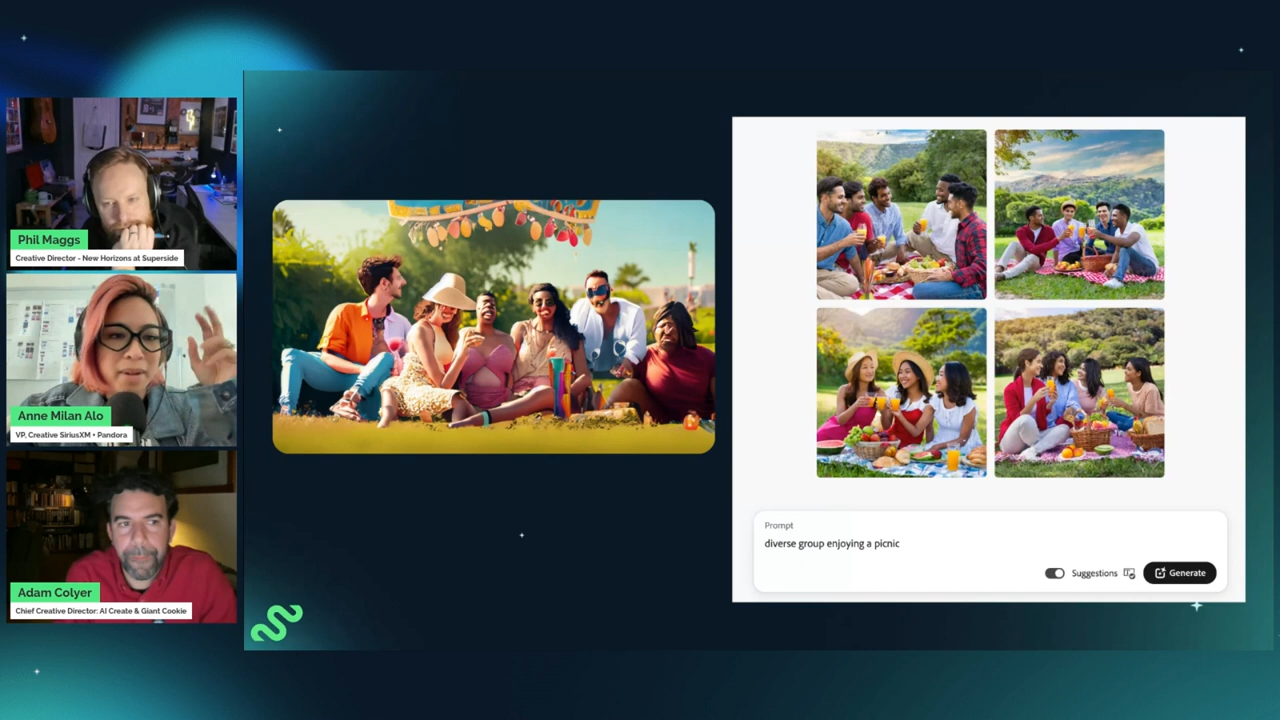 Phil Maggs
Creative Director - New Horizons at Superside
Anne Milan Alo
VP, Creative SiriusXM + Pandora
Adam Colyer
Chief Creative Director: AI Create & Giant Cookie
Prompt
diverse group enjoying a picnic
Suggestions
Generate